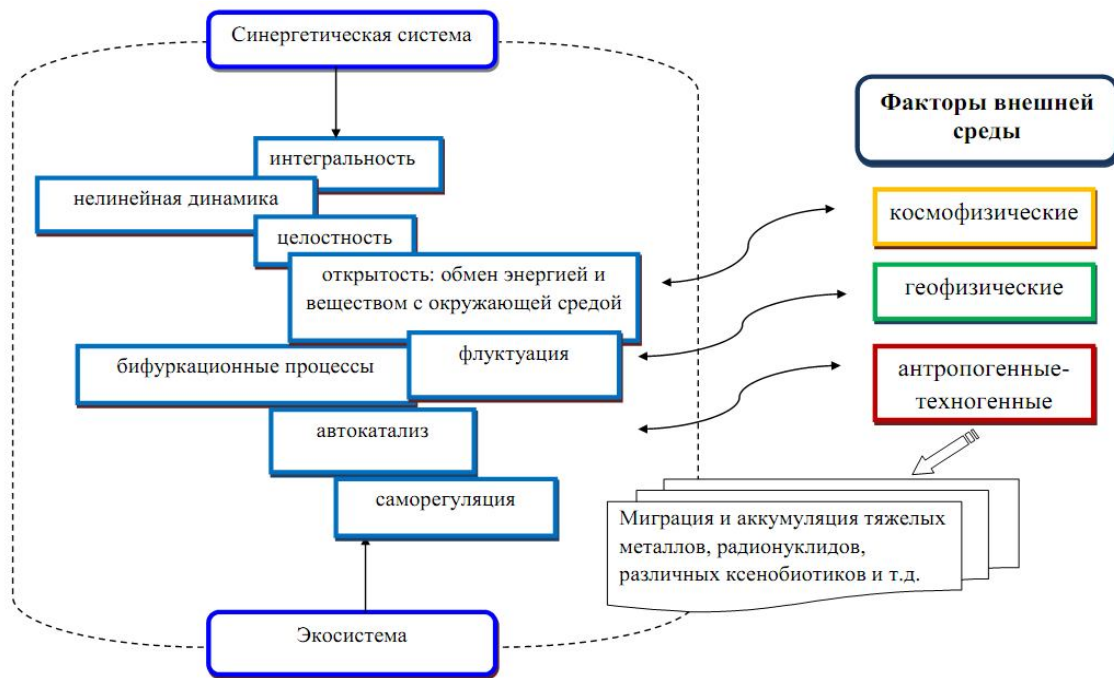 Синергетическая система
интегральность
нелинейная динамика
целостность
открытость: обмен энергией и
веществом с окружающей средой
флуктуация
бифуркационные процессы
автокатализ
саморегуляция
Экосистема
Факторы внешней
среды
космофизические
геофизические
антропогенные-
техногенные
Миграция и аккумуляция тяжелых
металлов, радионуклидов,
различных ксенобиотиков и т.д.